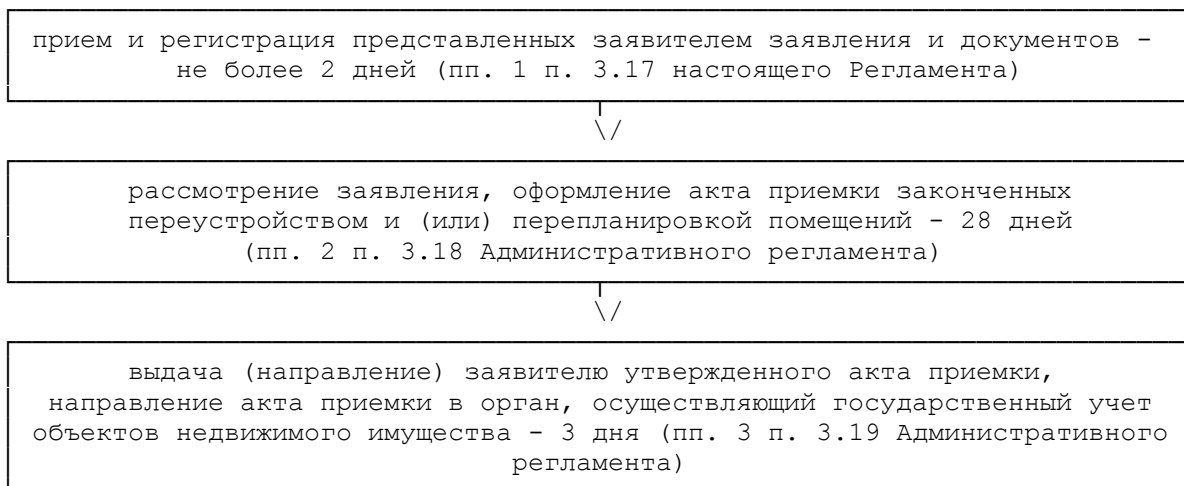 прием и регистрация представленных заявителем заявления и документов -
не более 2 дней (пп. 1 п. 3.17 настоящего Регламента)
\/
рассмотрение заявления, оформление акта приемки законченных
переустройством и (или) перепланировкой помещений - 28 дней
(пп. 2 п. 3.18 Административного регламента)
\/
выдача (направление) заявителю утвержденного акта приемки,
направление акта приемки в орган, осуществляющий государственный учет
объектов недвижимого имущества - 3 дня (пп. 3 п. 3.19 Административного
регламента)